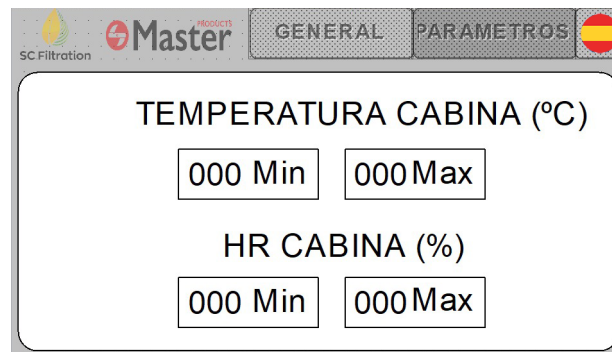 SC Filtration
Master
PRODUCTS
GENERAL
PARAMETROS
TEMPERATURA CABINA (ºC)
000 Min 000 Max
HR CABINA (%)
000 Min 000 Max